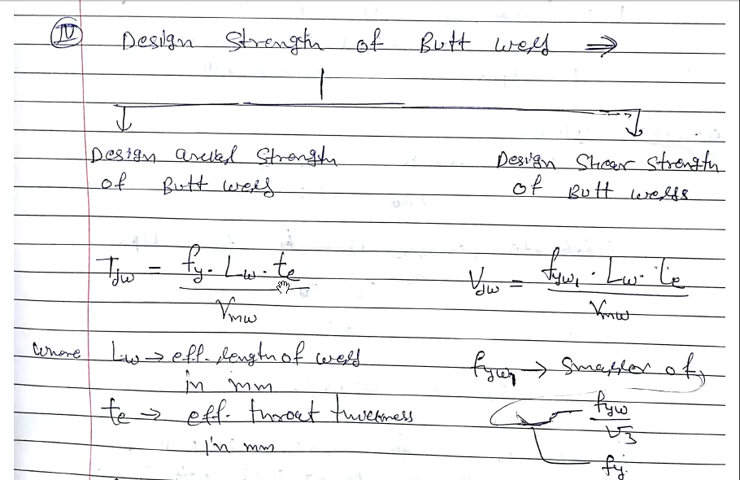 IV Design Strength of Butt weld ⇒
Design axial Strength
of Butt weld
Design Shear Strength
of Butt welds
Tdw = fy · Lw · te / γmw
Vdw = fyw1 · Lw · te / γmw
where Lw → eff. length of weld
in mm
te → eff. throat thickness
in mm
fyw1 → smaller of
fyw / √3
fy